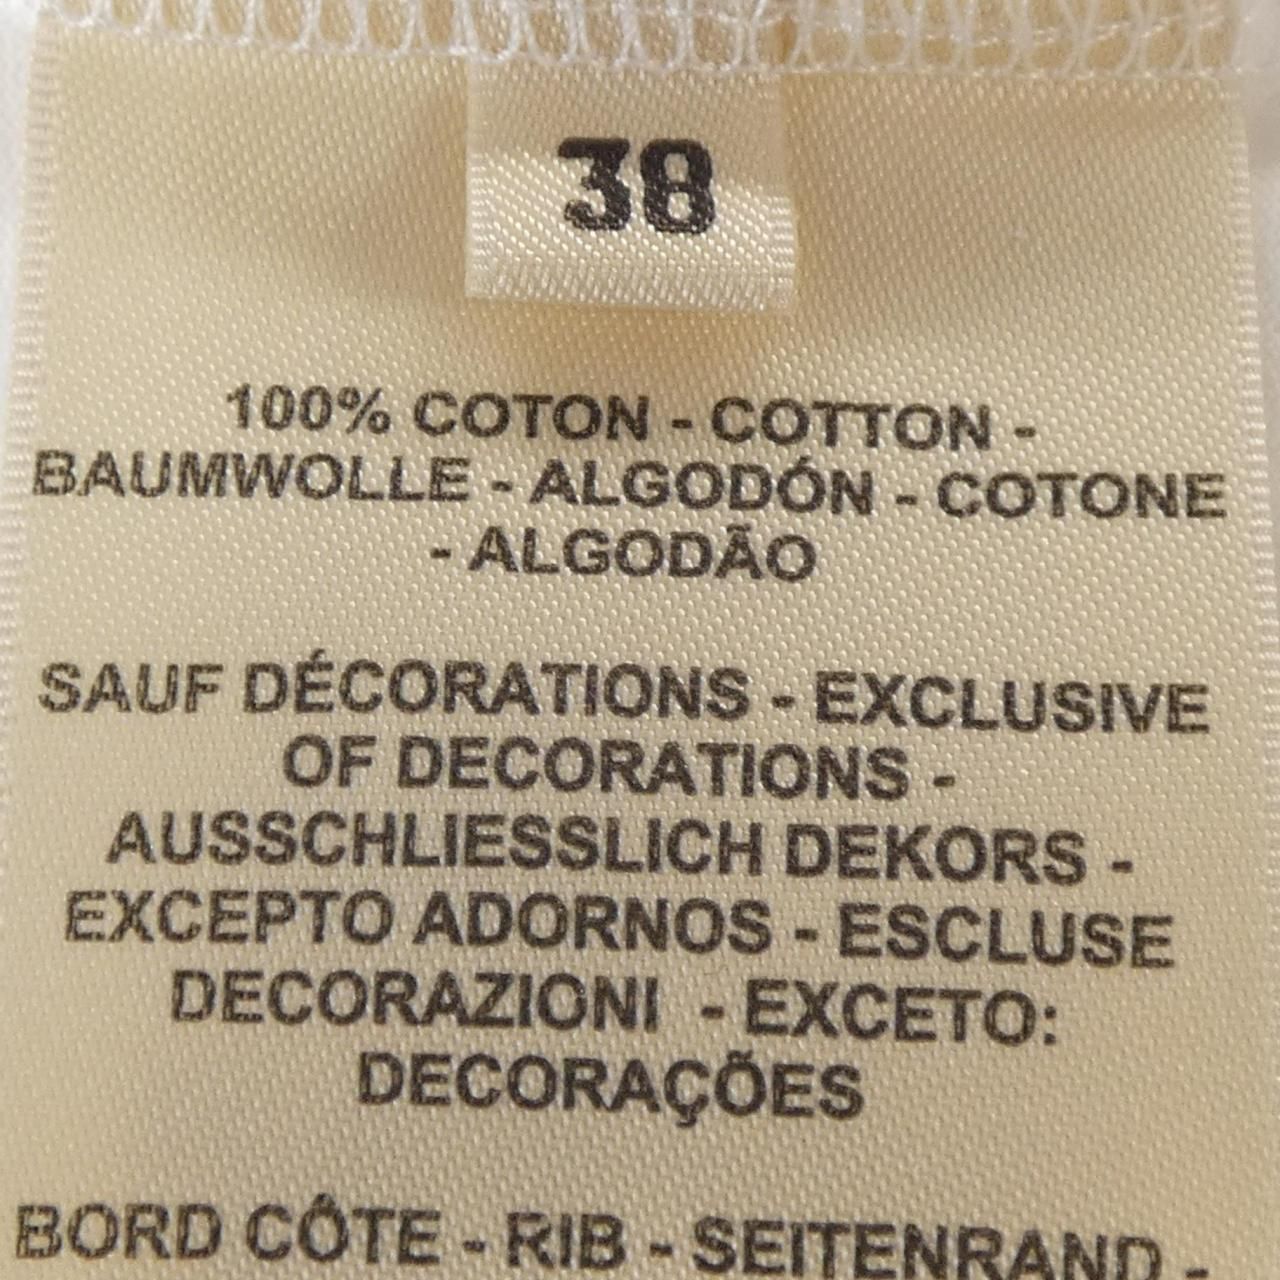 38
100% COTON - COTTON -
BAUMWOLLE - ALGODÓN - COTONE
- ALGODÃO
SAUF DÉCORATIONS - EXCLUSIVE
OF DECORATIONS -
AUSSCHLIESSLICH DEKORS -
EXCEPTO ADORNOS - ESCLUSE
DECORAZIONI - EXCETO:
DECORAÇÕES
BORD CÔTE - RIB - SEITENRAND -